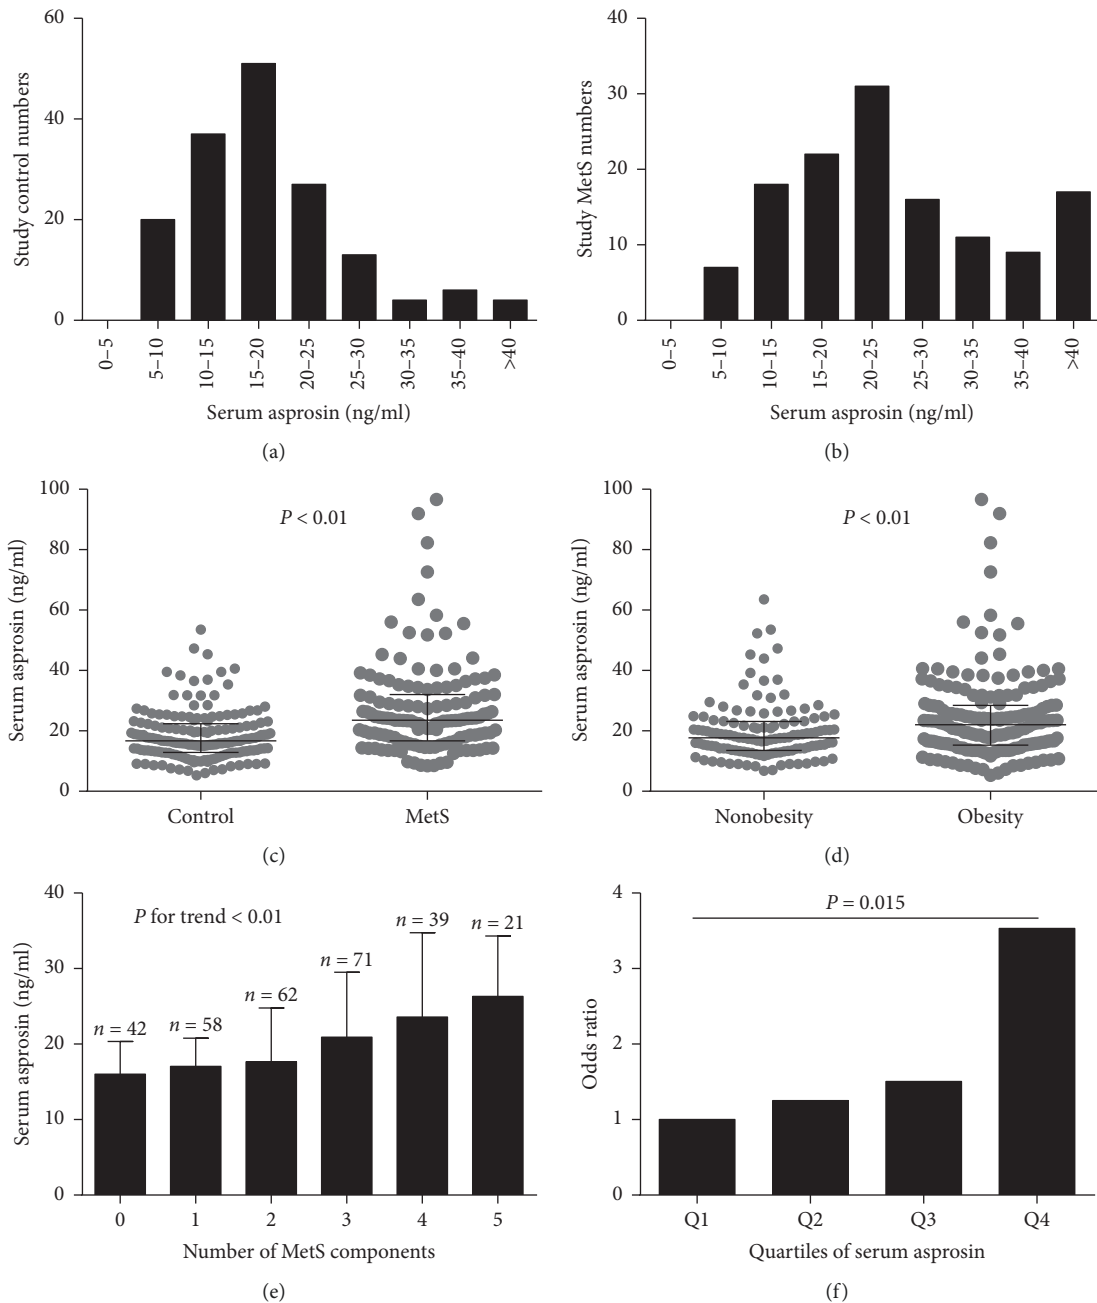 60
40
20
0
Study control numbers
0–5
5–10
10–15
15–20
20–25
25–30
30–35
35–40
>40
Serum asprosin (ng/ml)
(a)
40
30
20
10
0
Study MetS numbers
0–5
5–10
10–15
15–20
20–25
25–30
30–35
35–40
>40
Serum asprosin (ng/ml)
(b)
100
80
60
40
20
0
Serum asprosin (ng/ml)
P < 0.01
Control
MetS
(c)
100
80
60
40
20
0
Serum asprosin (ng/ml)
P < 0.01
Nonobesity
Obesity
(d)
40
30
20
10
0
Serum asprosin (ng/ml)
P for trend < 0.01
n = 42
n = 58
n = 62
n = 71
n = 39
n = 21
0
1
2
3
4
5
Number of MetS components
(e)
4
3
2
1
0
Odds ratio
P = 0.015
Q1
Q2
Q3
Q4
Quartiles of serum asprosin
(f)